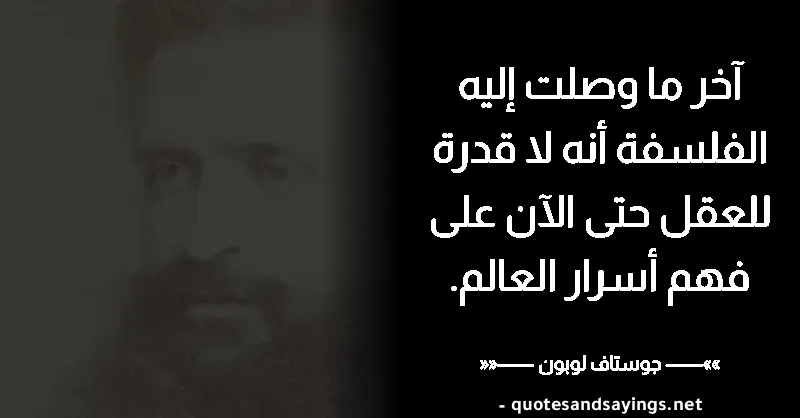 آخر ما وصلت إليه
الفلسفة أنه لا قدرة
للعقل حتى الآن على
فهم أسرار العالم.
»»—— جوستاف لوبون ——««
- quotesandsayings.net